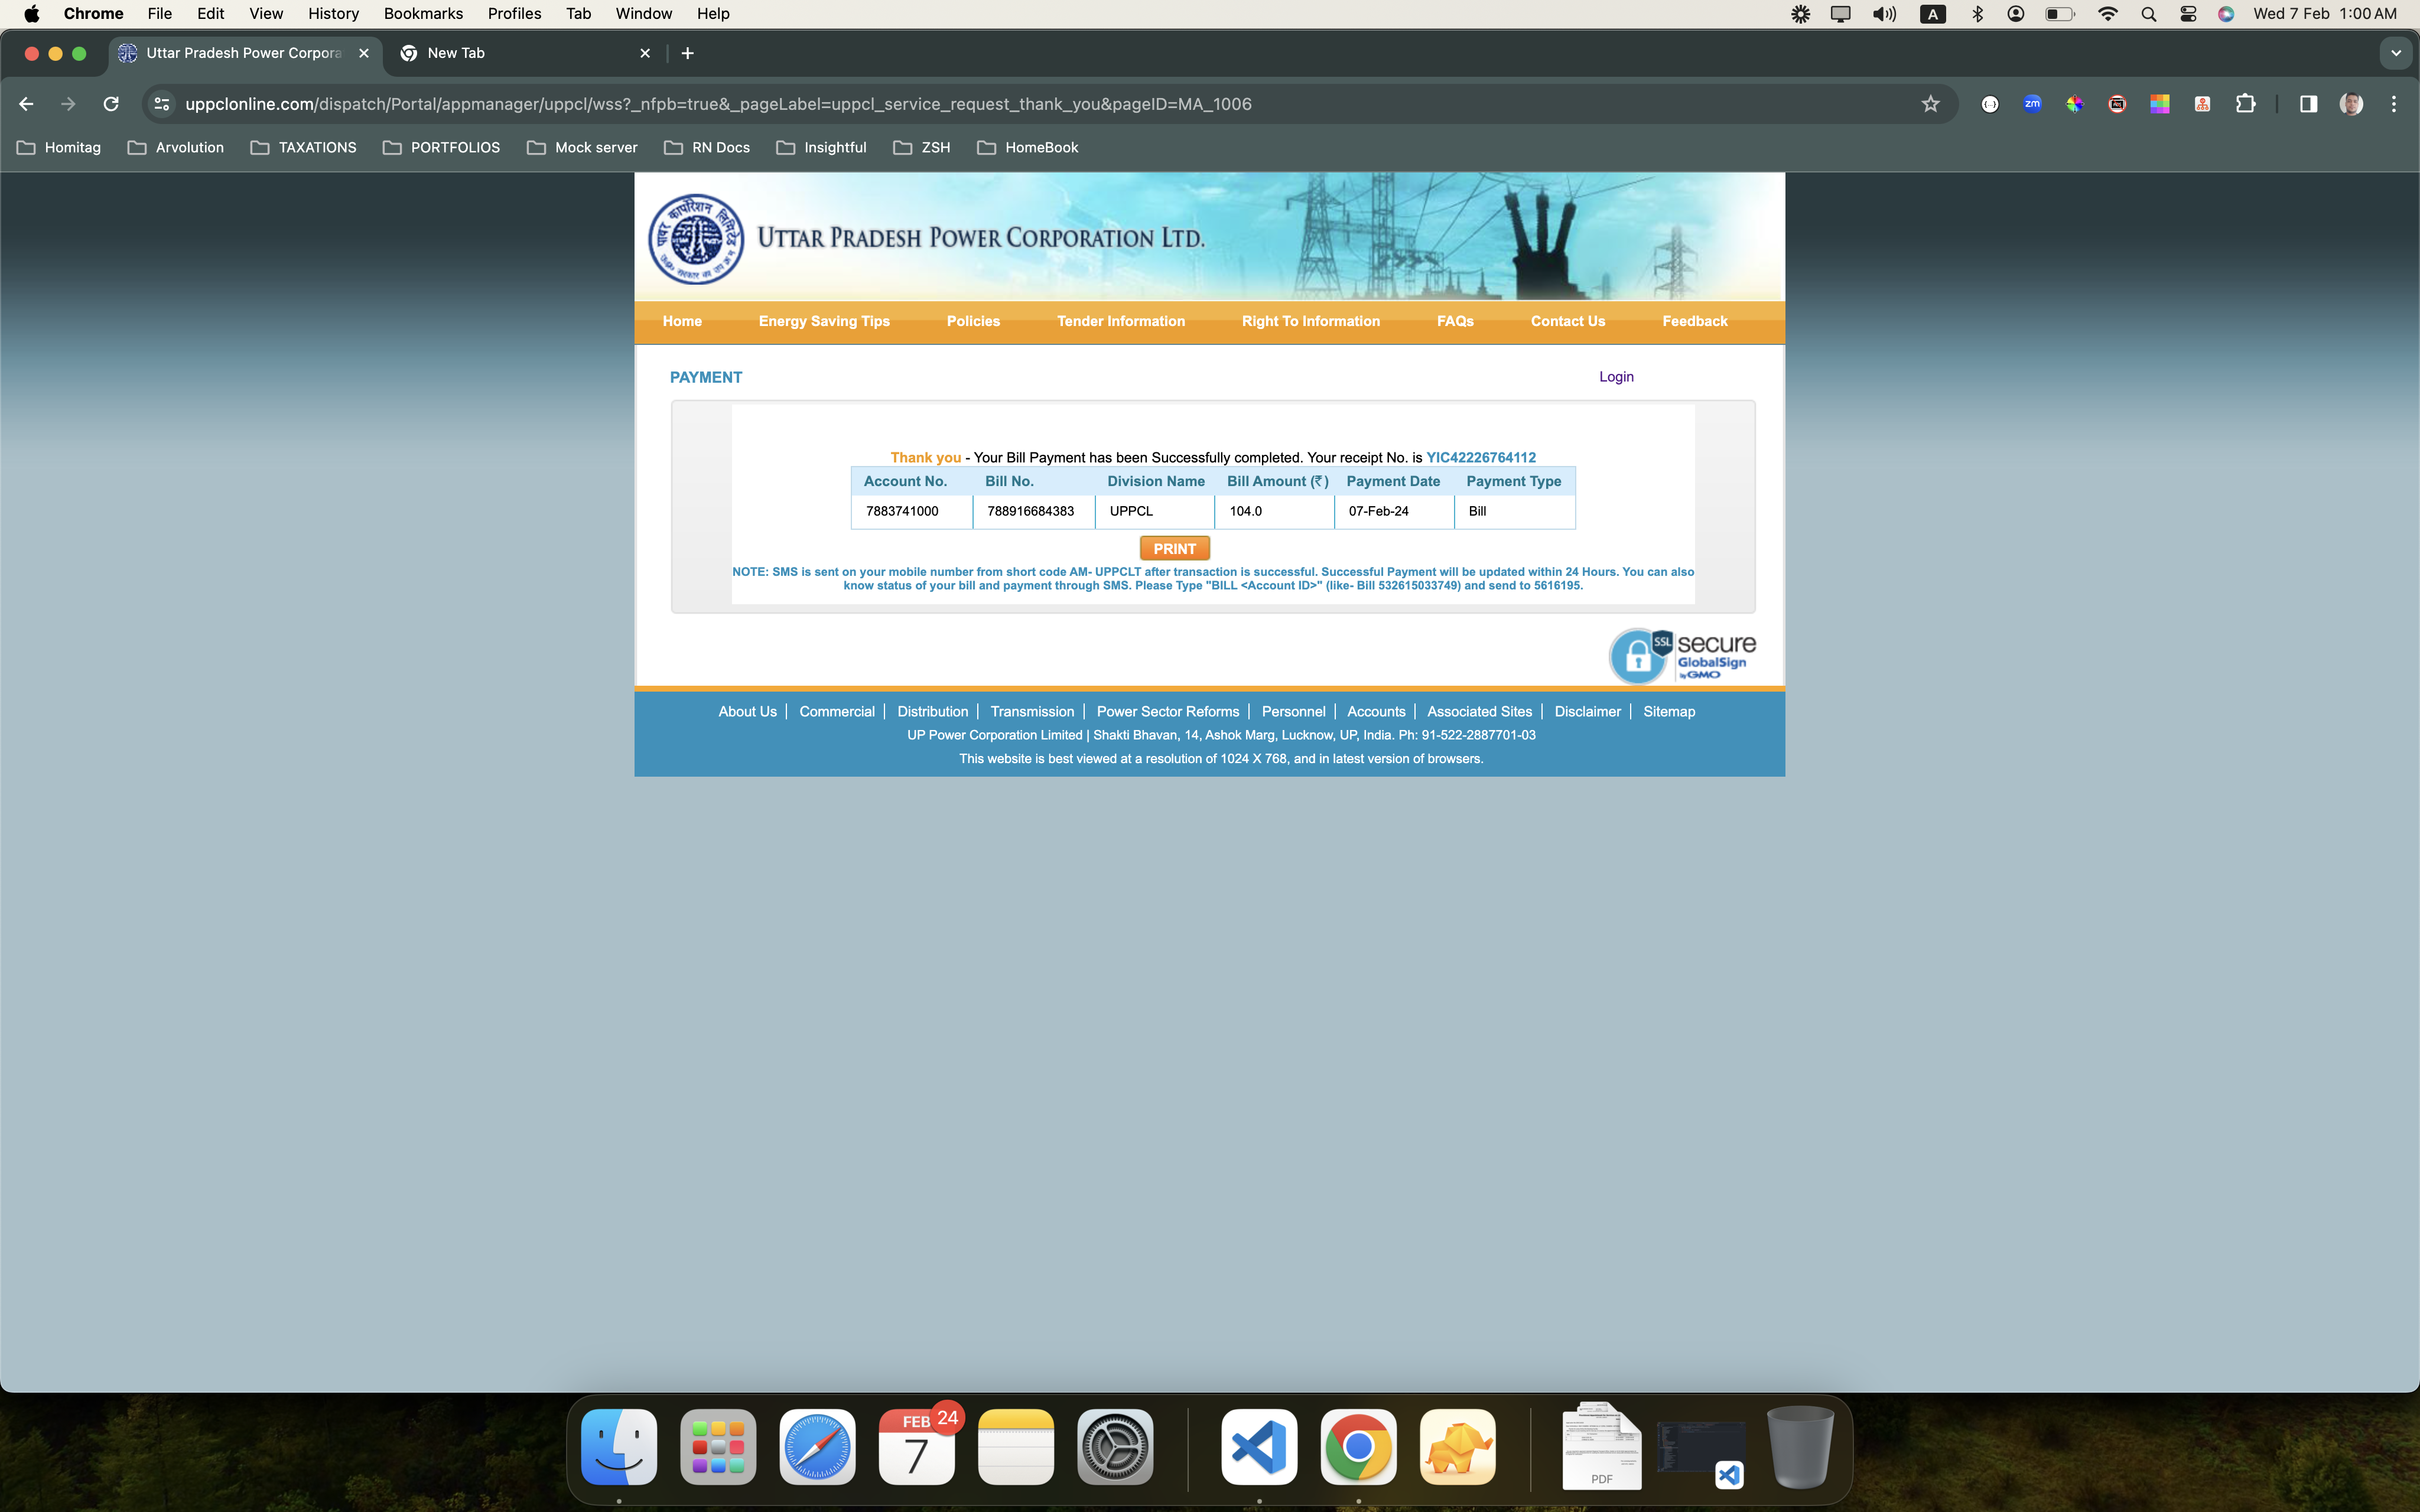 Chrome File Edit View History Bookmarks Profiles Tab Window Help A Wed 7 Feb 1:00 AM
Uttar Pradesh Power Corpora New Tab
uppclonline.com/dispatch/Portal/appmanager/uppcl/wss?_nfpb=true&_pageLabel=uppcl_service_request_thank_you&pageID=MA_1006 zm
Homitag Arvolution TAXATIONS PORTFOLIOS Mock server RN Docs Insightful ZSH HomeBook
UTTAR PRADESH POWER CORPORATION LTD.
Home Energy Saving Tips Policies Tender Information Right To Information FAQs Contact Us Feedback
PAYMENT Login
Thank you - Your Bill Payment has been Successfully completed. Your receipt No. is YIC42226764112
Account No. Bill No. Division Name Bill Amount (₹) Payment Date Payment Type
7883741000 788916684383 UPPCL 104.0 07-Feb-24 Bill
PRINT
NOTE: SMS is sent on your mobile number from short code AM- UPPCLT after transaction is successful. Successful Payment will be updated within 24 Hours. You can also
know status of your bill and payment through SMS. Please Type "BILL <Account ID>" (like- Bill 532615033749) and send to 5616195.
SSL secure
GlobalSign
by GMO
About Us | Commercial | Distribution | Transmission | Power Sector Reforms | Personnel | Accounts | Associated Sites | Disclaimer | Sitemap
UP Power Corporation Limited | Shakti Bhavan, 14, Ashok Marg, Lucknow, UP, India. Ph: 91-522-2887701-03
This website is best viewed at a resolution of 1024 X 768, and in latest version of browsers.
FEB 24
7
PDF